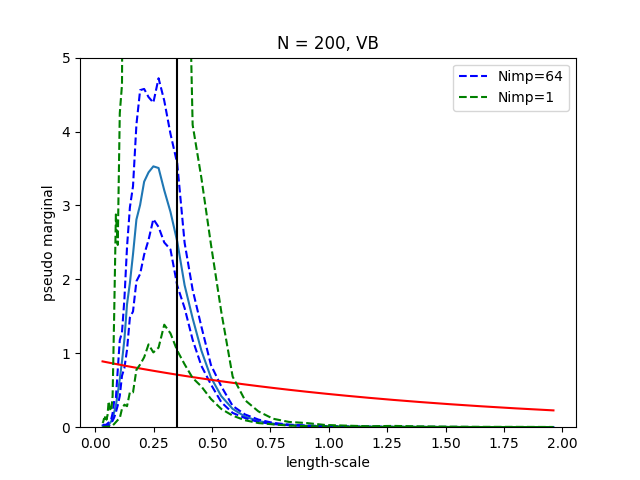 N = 200, VB
Nimp=64
Nimp=1
pseudo marginal
5
4
3
2
1
0
0.00 0.25 0.50 0.75 1.00 1.25 1.50 1.75 2.00
length-scale